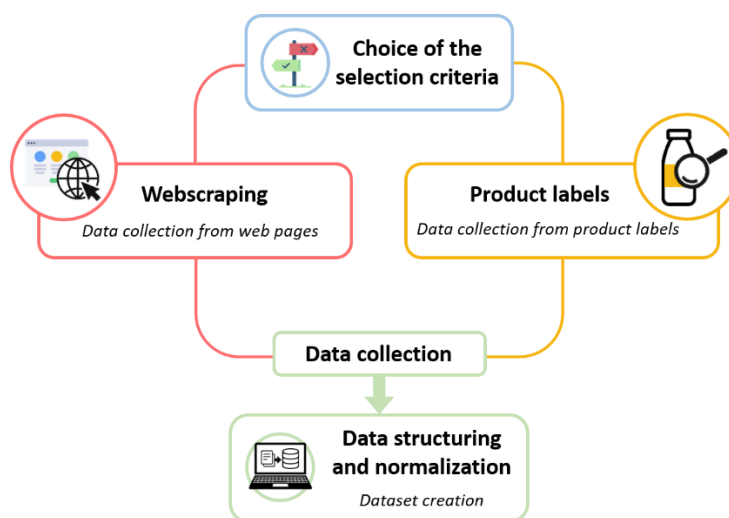 Choice of the
selection criteria
Webscraping
Data collection from web pages
Product labels
Data collection from product labels
Data collection
Data structuring
and normalization
Dataset creation